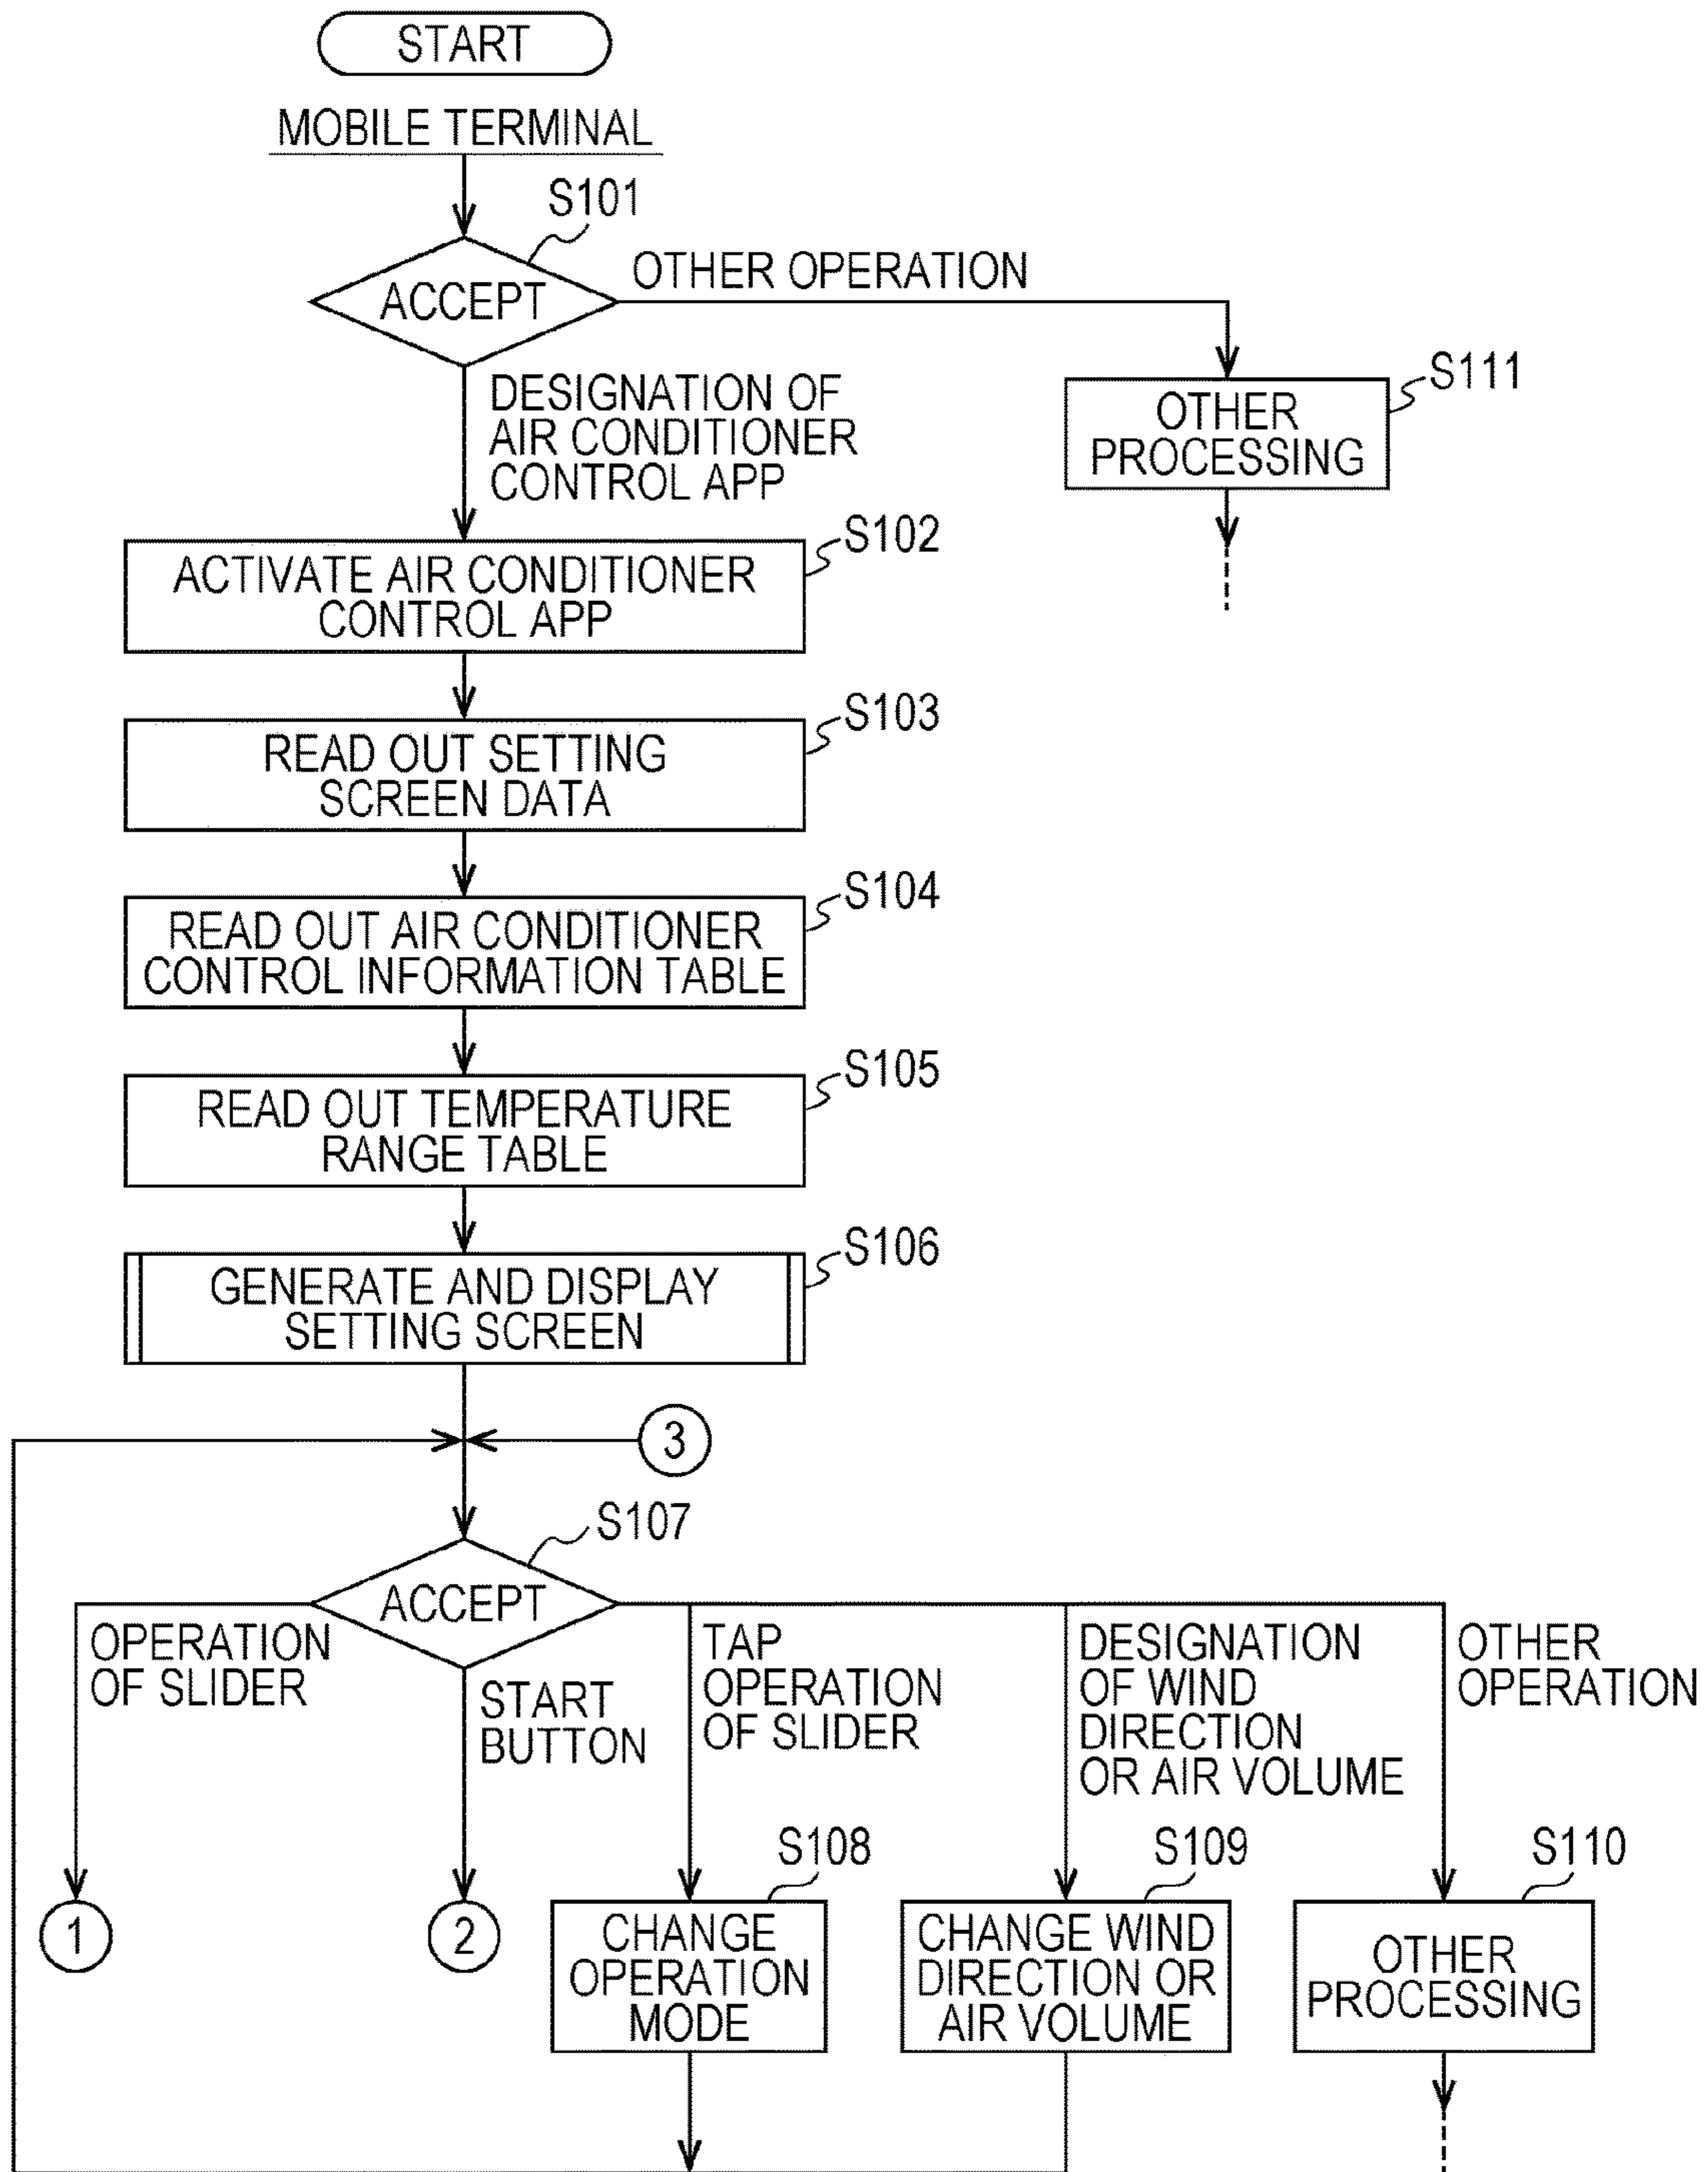 START
MOBILE TERMINAL
S101
ACCEPT
OTHER OPERATION
DESIGNATION OF
AIR CONDITIONER
CONTROL APP
S111
OTHER
PROCESSING
S102
ACTIVATE AIR CONDITIONER
CONTROL APP
S103
READ OUT SETTING
SCREEN DATA
S104
READ OUT AIR CONDITIONER
CONTROL INFORMATION TABLE
S105
READ OUT TEMPERATURE
RANGE TABLE
S106
GENERATE AND DISPLAY
SETTING SCREEN
3
S107
ACCEPT
OPERATION
OF SLIDER
START
BUTTON
TAP
OPERATION
OF SLIDER
DESIGNATION
OF WIND
DIRECTION
OR AIR VOLUME
OTHER
OPERATION
1
2
S108
CHANGE
OPERATION
MODE
S109
CHANGE WIND
DIRECTION OR
AIR VOLUME
S110
OTHER
PROCESSING